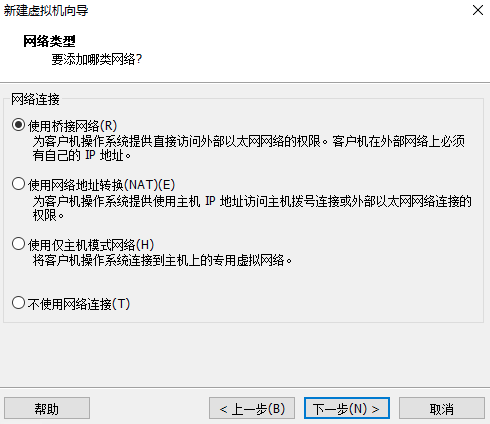 新建虚拟机向导
网络类型
要添加哪类网络?
网络连接
使用桥接网络(R)
为客户机操作系统提供直接访问外部以太网网络的权限。客户机在外部网络上必须
有自己的 IP 地址。
使用网络地址转换(NAT)(E)
为客户机操作系统提供使用主机 IP 地址访问主机拨号连接或外部以太网网络连接的
权限。
使用仅主机模式网络(H)
将客户机操作系统连接到主机上的专用虚拟网络。
不使用网络连接(T)
帮助
< 上一步(B)
下一步(N) >
取消